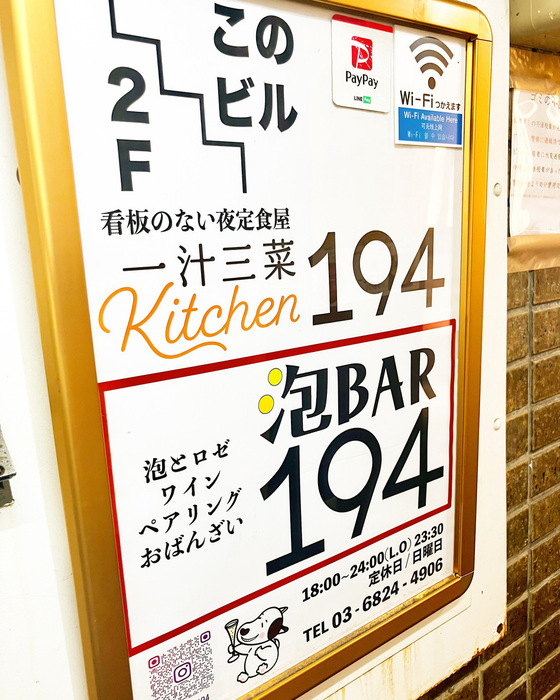 この
ビル
2F
PayPay
LINE Pay
Wi-Fiつかえます
Wi-Fi Available Here
看板のない夜定食屋
一汁三菜
Kitchen
194
泡BAR
194
泡とロゼ
ワイン
ペアリング
おばんざい
18:00~24:00(L.O) 23:30
定休日/日曜日
TEL 03-6824-4906